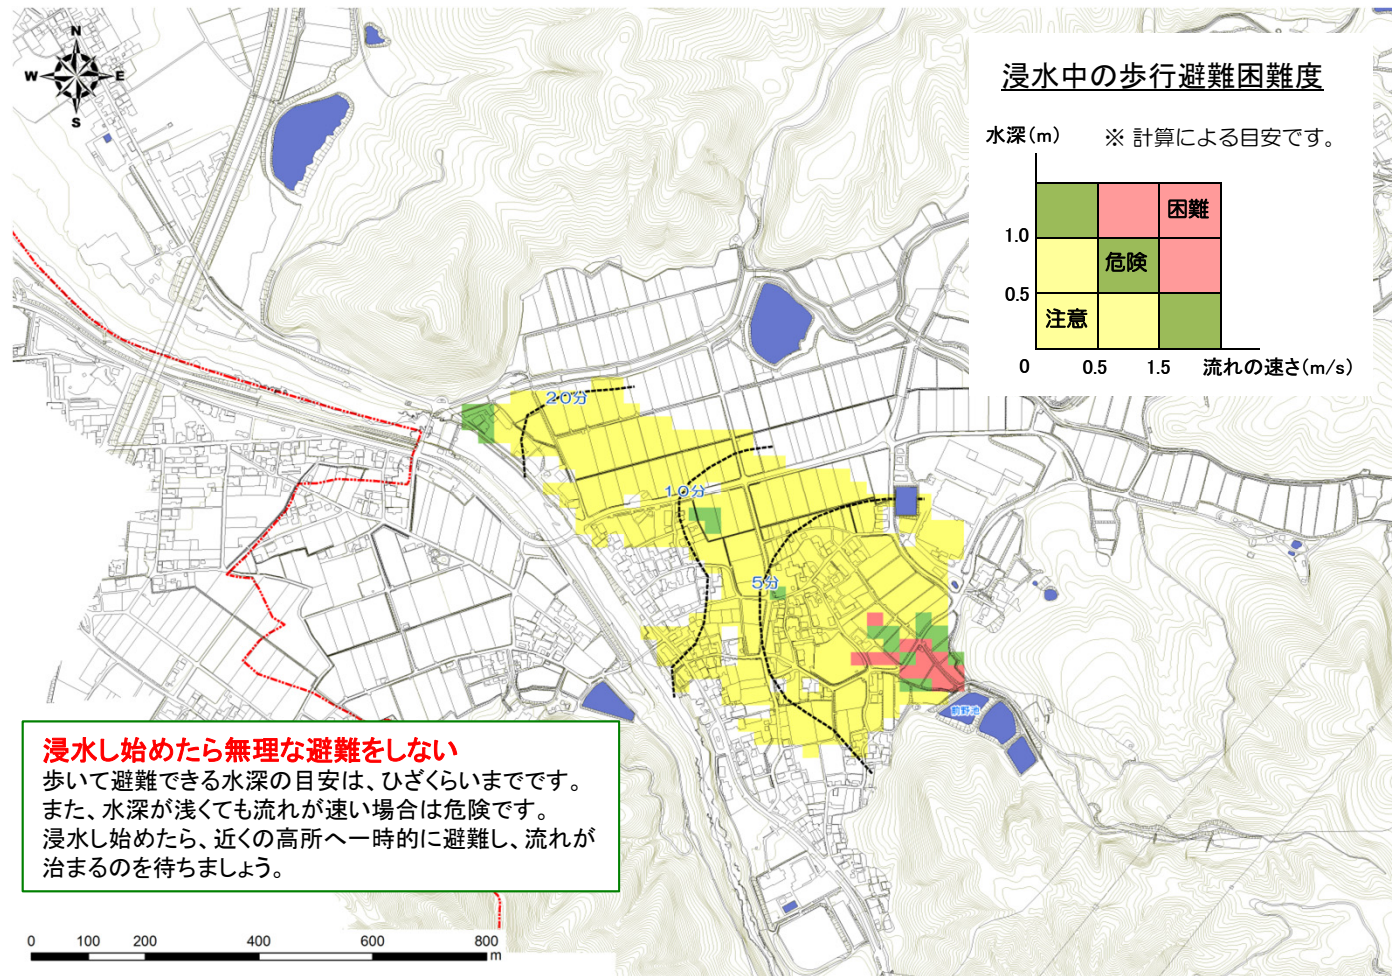 N
W E
S
浸水中の歩行避難困難度
水深(m) ※ 計算による目安です。
困難
1.0
危険
0.5
注意
0 0.5 1.5 流れの速さ(m/s)
20分
10分
5分
浸水し始めたら無理な避難をしない
歩いて避難できる水深の目安は、ひざくらいまでです。
また、水深が浅くても流れが速い場合は危険です。
浸水し始めたら、近くの高所へ一時的に避難し、流れが
治まるのを待ちましょう。
0 100 200 400 600 800
m